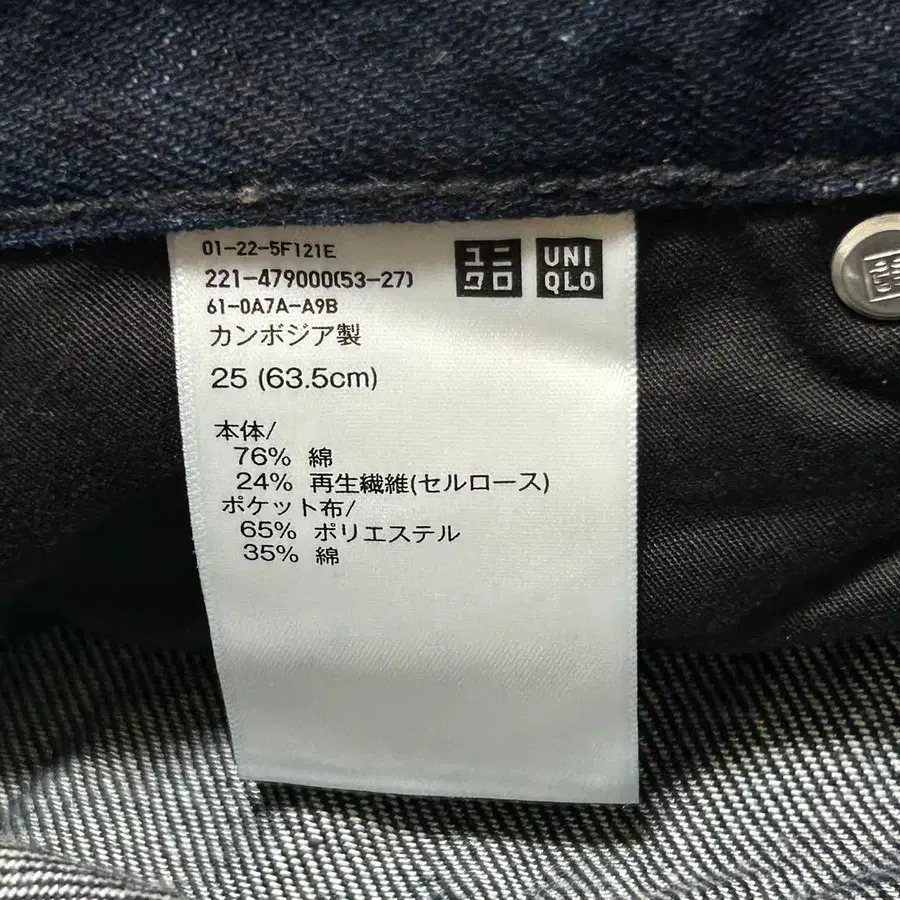 01-22-5F121E
221-479000(53-27)
61-0A7A-A9B
ユニ
クロ
UNI
QLO
カンボジア製
25 (63.5cm)
本体/
76% 綿
24% 再生繊維(セルロース)
ポケット布/
65% ポリエステル
35% 綿